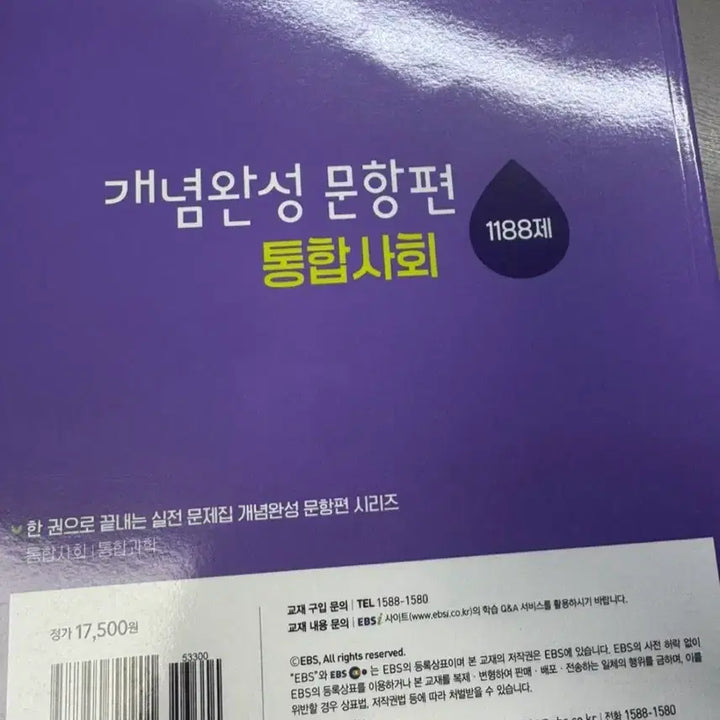 개념완성 문항편
통합사회
1188제
한 권으로 끝내는 실전 문제집 개념완성 문항편 시리즈
통합사회 | 통합과학
정가 17,500원
53300
교재 구입 문의 | TEL 1588-1580
교재 내용 문의 | EBSi 사이트(www.ebsi.co.kr)의 학습 Q&A 서비스를 활용하시기 바랍니다.
©EBS, All rights reserved.
"EBS"와 EBS 는 EBS의 등록상표이며 본 교재의 저작권은 EBS에 있습니다. EBS의 사전 허락 없이
EBS의 등록상표를 이용하거나 본 교재를 복제·변형하여 판매·배포·전송하는 일체의 행위를 금하며, 이를
위반할 경우 상표법, 저작권법 등에 따라 처벌받을 수 있습니다.
.co.kr | 전화 1588-1580